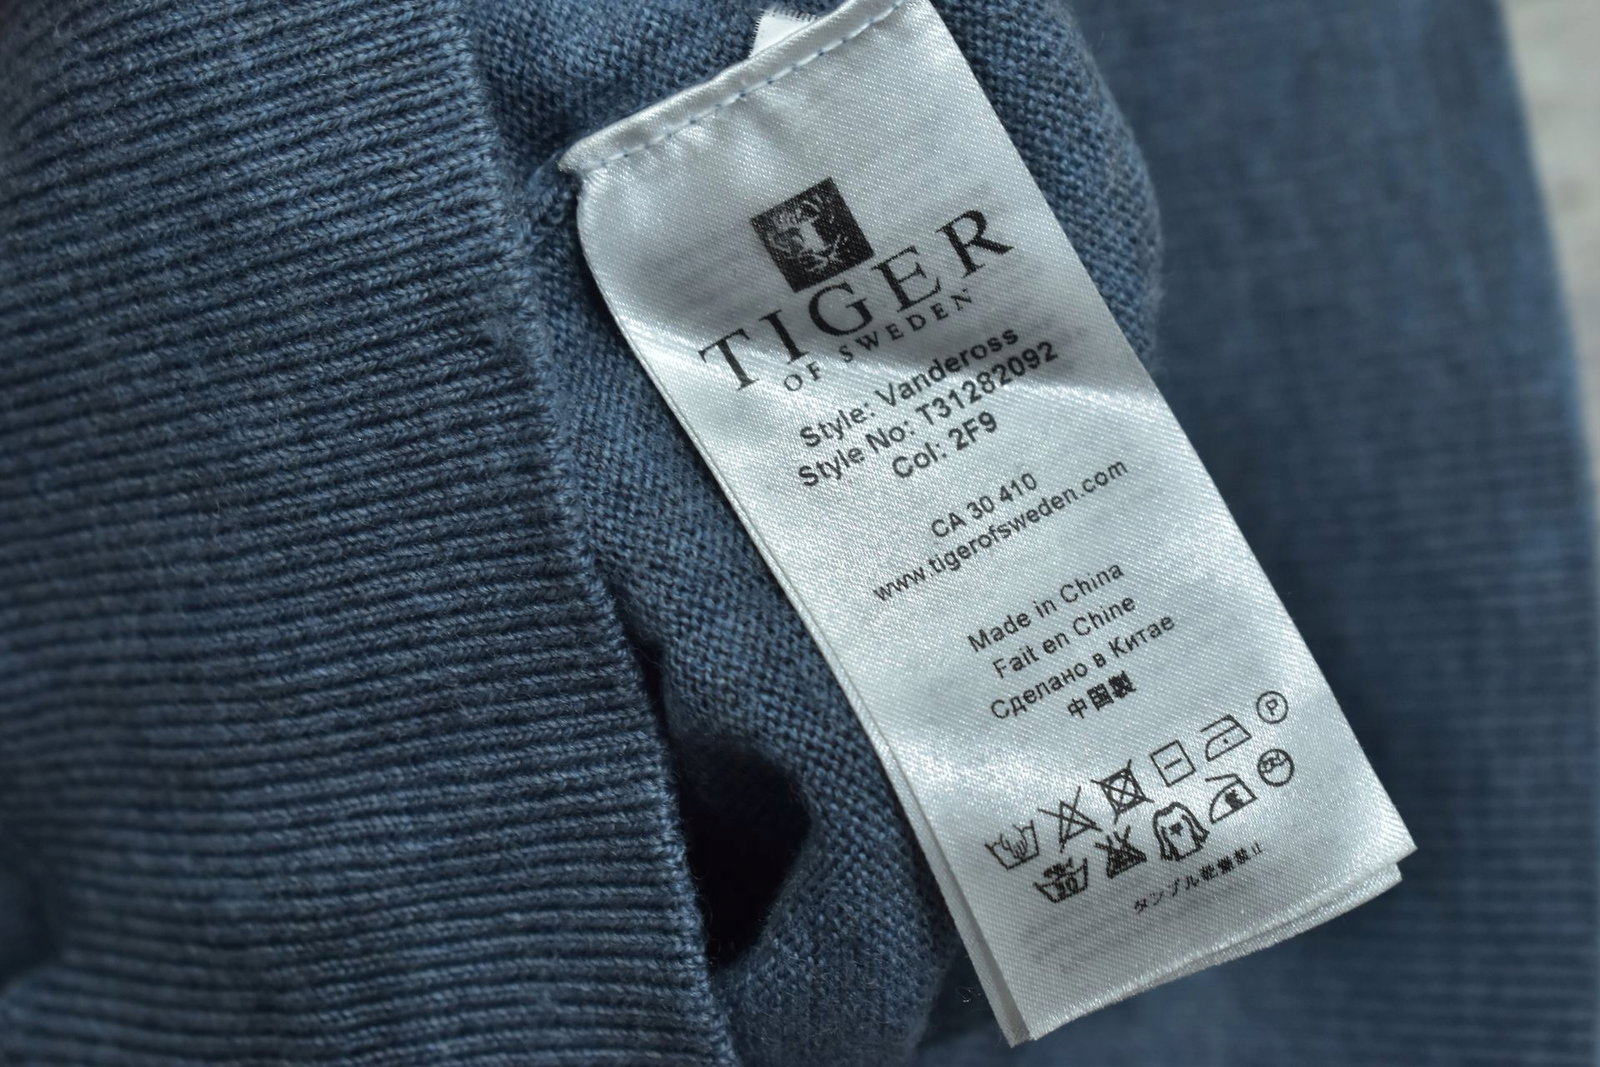 TIGER
OF SWEDEN
Style: Vandeross
Style No: T31282092
Col: 2F9
CA 30 410
www.tigerofsweden.com
Made in China
Fait en Chine
Сделано в Китае
中国製
P
30
タンブル乾燥禁止